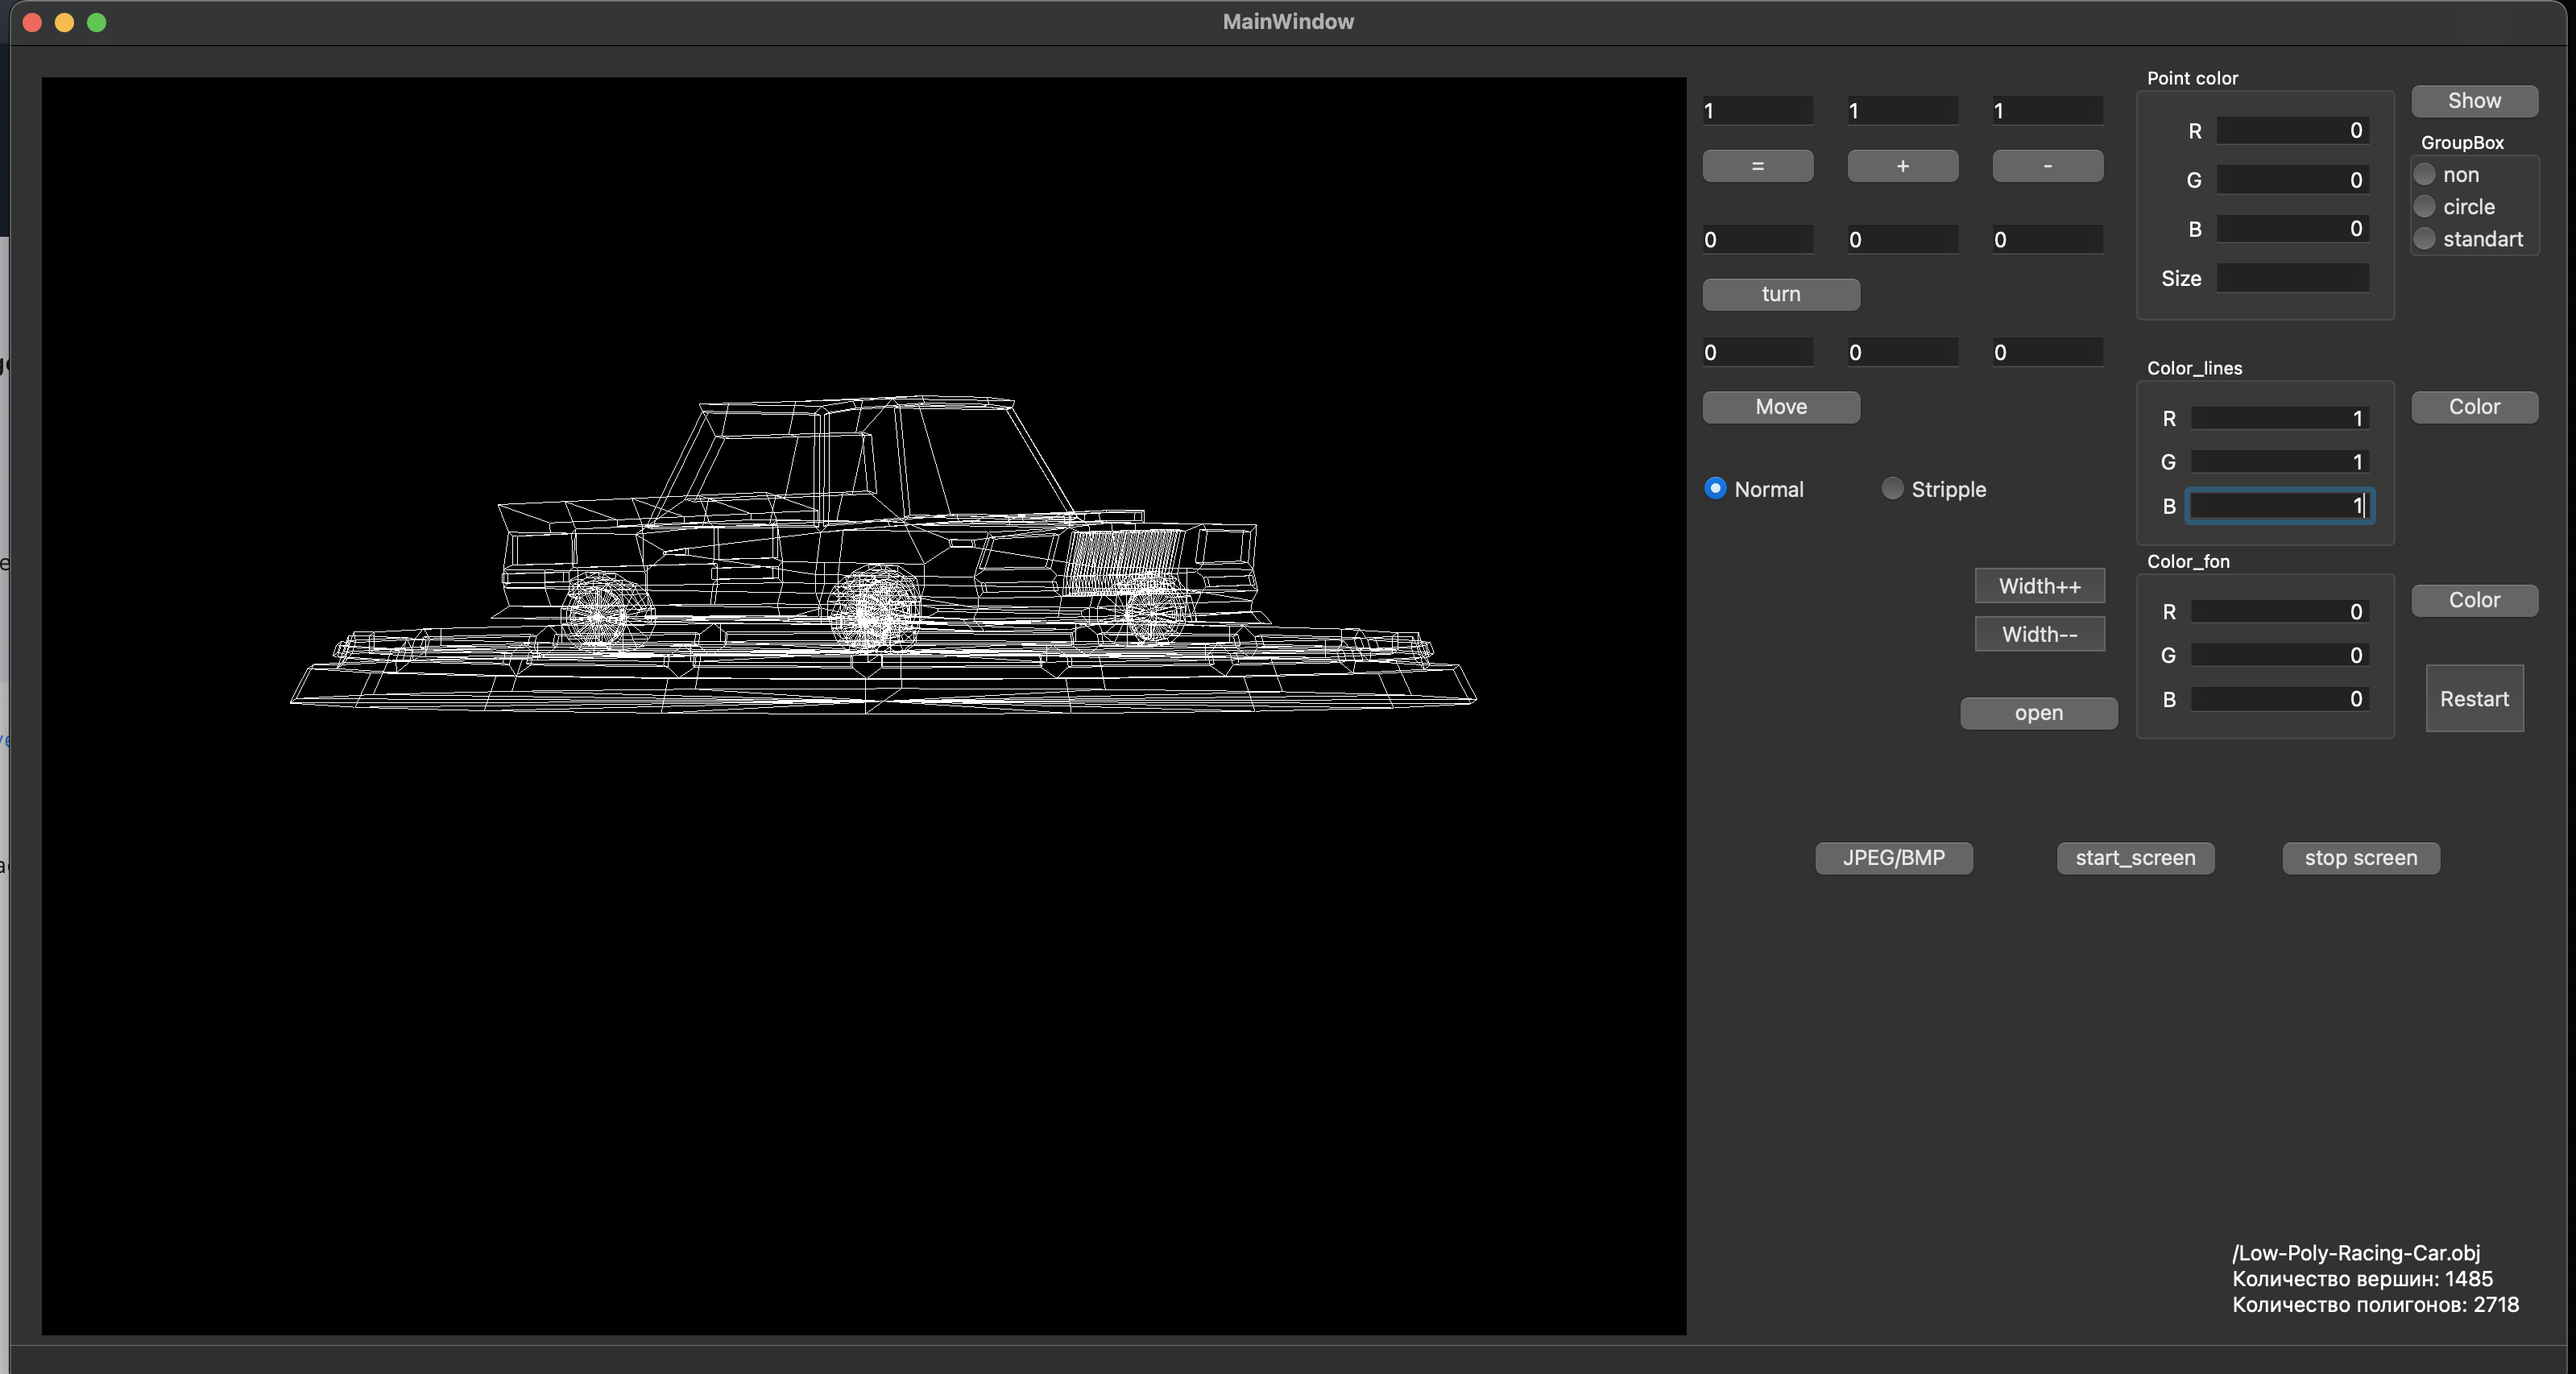 MainWindow
1 1 1
= + -
0 0 0
turn
0 0 0
Move
Normal Stripple
Width++
Width--
open
Point color
R 0
G 0
B 0
Size
Show
GroupBox
non
circle
standart
Color_lines
R 1
G 1
B 1
Color
Color_fon
R 0
G 0
B 0
Color
Restart
JPEG/BMP start_screen stop screen
/Low-Poly-Racing-Car.obj
Количество вершин: 1485
Количество полигонов: 2718